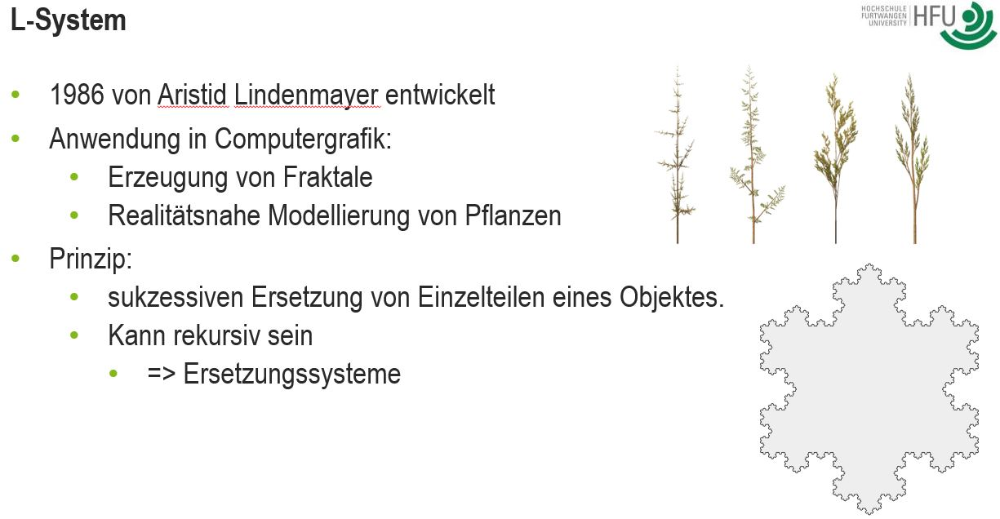 L-System
HOCHSCHULE
FURTWANGEN
UNIVERSITY
HFU
• 1986 von Aristid Lindenmayer entwickelt
• Anwendung in Computergrafik:
• Erzeugung von Fraktale
• Realitätsnahe Modellierung von Pflanzen
• Prinzip:
• sukzessiven Ersetzung von Einzelteilen eines Objektes.
• Kann rekursiv sein
• => Ersetzungssysteme